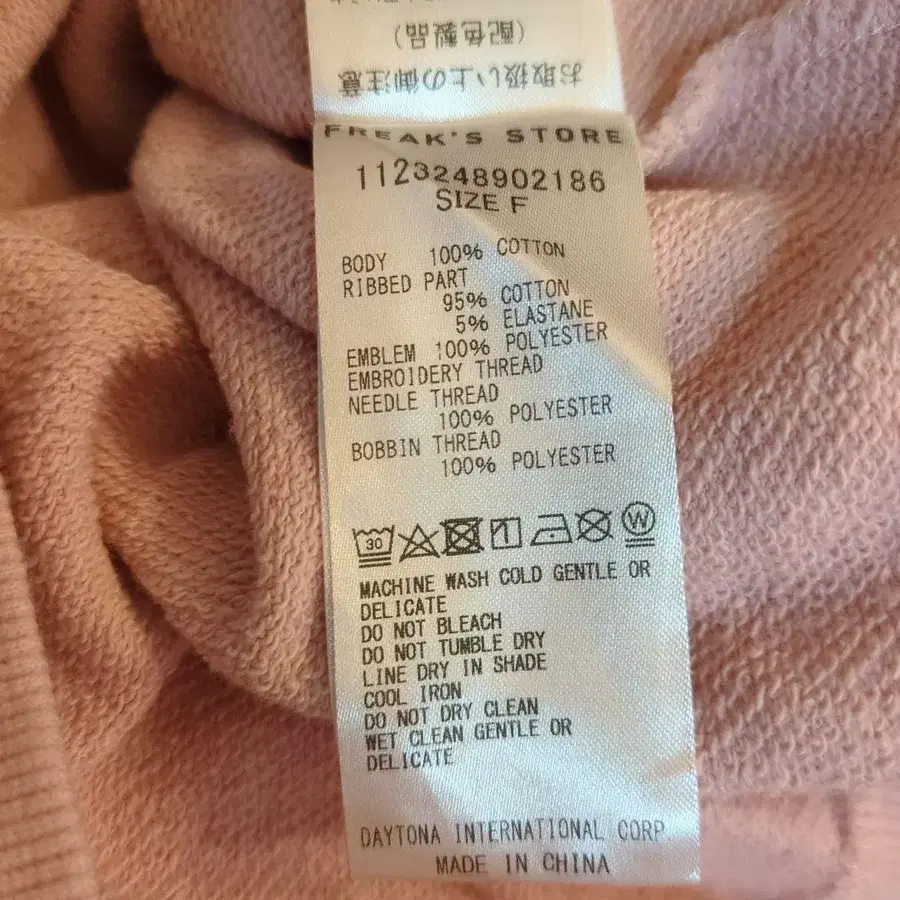 お取扱い上の御注意
(配色製品)
FREAK'S STORE
1123248902186
SIZE F
BODY 100% COTTON
RIBBED PART
95% COTTON
5% ELASTANE
EMBLEM 100% POLYESTER
EMBROIDERY THREAD
NEEDLE THREAD
100% POLYESTER
BOBBIN THREAD
100% POLYESTER
30
W
MACHINE WASH COLD GENTLE OR
DELICATE
DO NOT BLEACH
DO NOT TUMBLE DRY
LINE DRY IN SHADE
COOL IRON
DO NOT DRY CLEAN
WET CLEAN GENTLE OR
DELICATE
DAYTONA INTERNATIONAL CORP
MADE IN CHINA